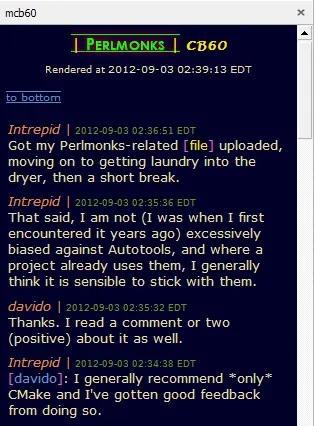 mcb60
| PERLMONKS | CB60
Rendered at 2012-09-03 02:39:13 EDT
to bottom
Intrepid | 2012-09-03 02:36:51 EDT
Got my Perlmonks-related [file] uploaded,
moving on to getting laundry into the
dryer, then a short break.
Intrepid | 2012-09-03 02:35:36 EDT
That said, I am not (I was when I first
encountered it years ago) excessively
biased against Autotools, and where a
project already uses them, I generally
think it is sensible to stick with them.
davido | 2012-09-03 02:35:32 EDT
Thanks. I read a comment or two
(positive) about it as well.
Intrepid | 2012-09-03 02:34:38 EDT
[davido]: I generally recommend *only*
CMake and I've gotten good feedback
from doing so.